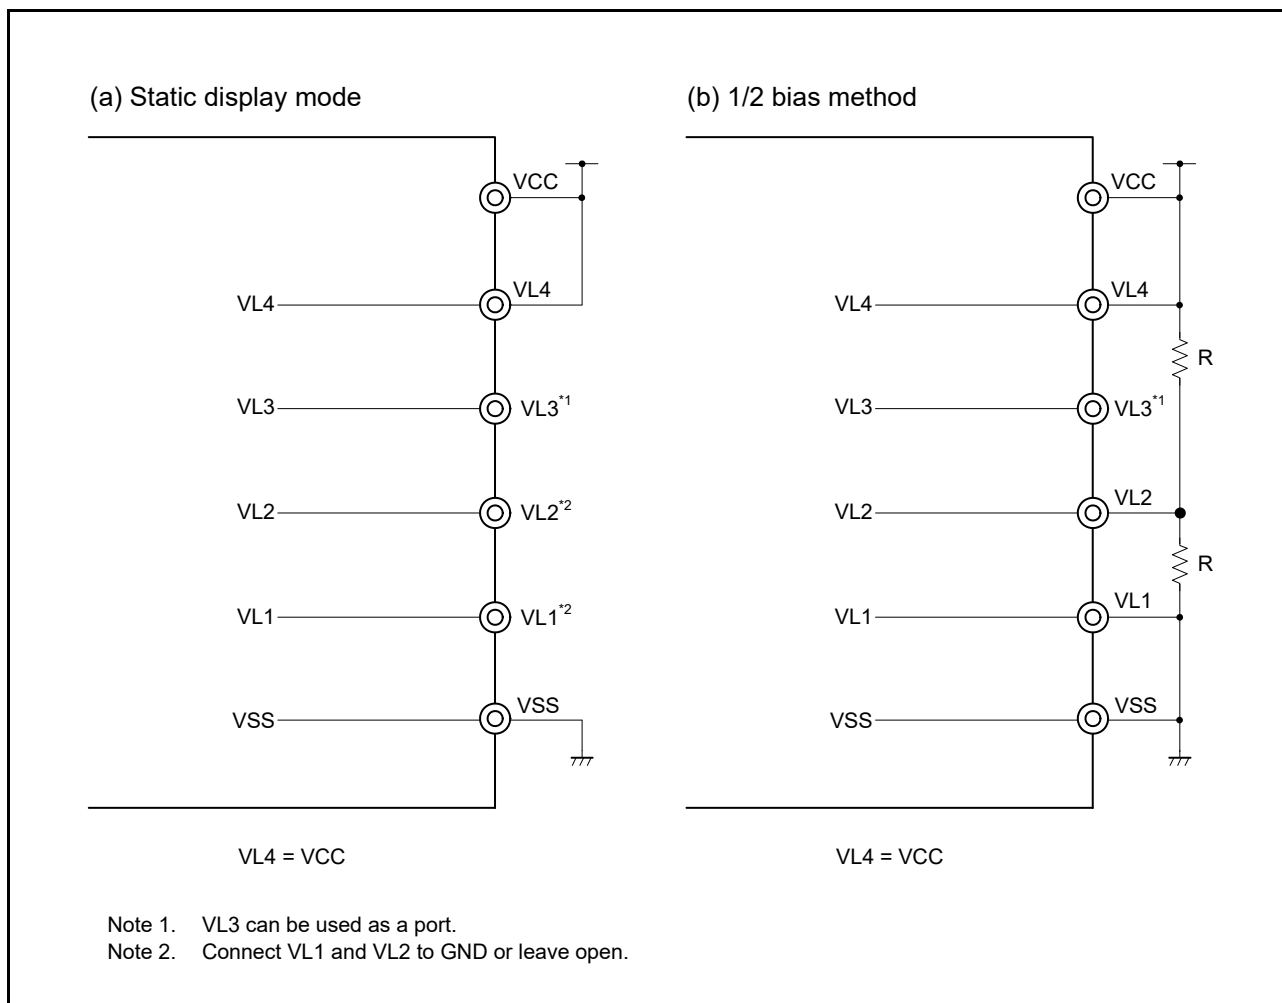 (a) Static display mode
VCC
VL4 VL4
VL3 VL3*1
VL2 VL2*2
VL1 VL1*2
VSS VSS
VL4 = VCC
(b) 1/2 bias method
VCC
VL4 VL4
R
VL3 VL3*1
VL2 VL2
R
VL1 VL1
VSS VSS
VL4 = VCC
Note 1. VL3 can be used as a port.
Note 2. Connect VL1 and VL2 to GND or leave open.